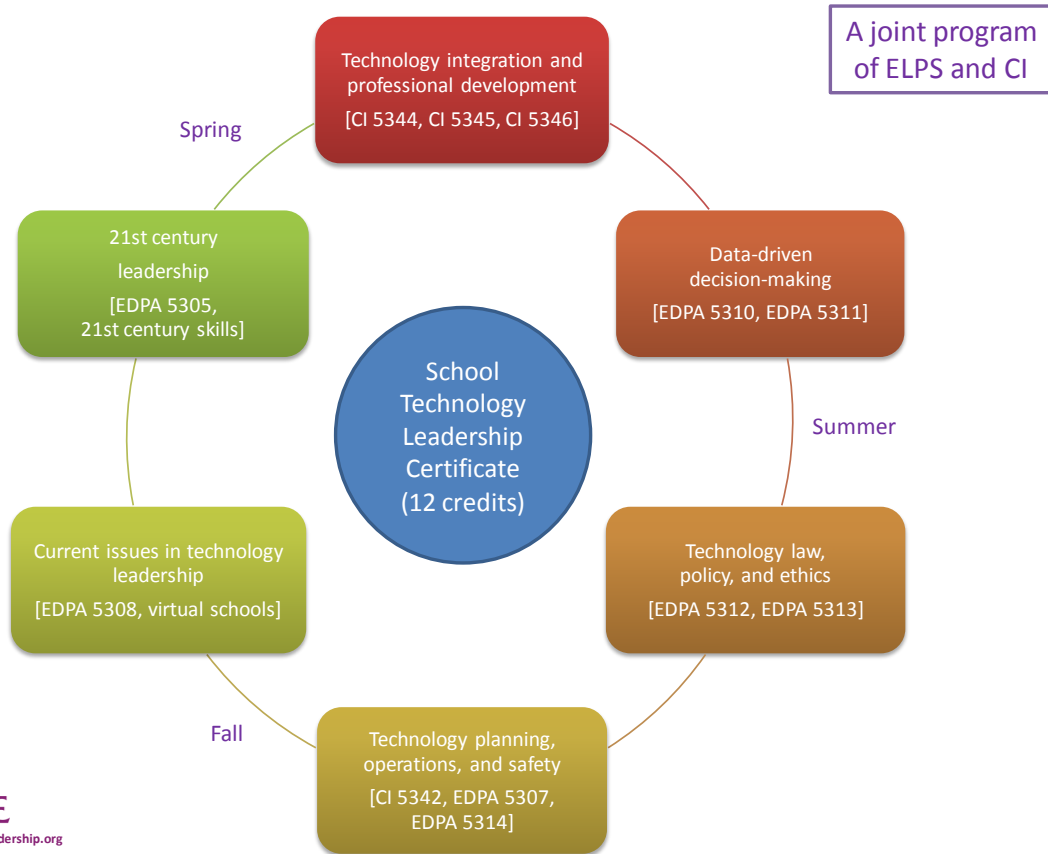 A joint program
of ELPS and CI
Technology integration and
professional development
[CI 5344, CI 5345, CI 5346]
Spring
21st century
leadership
[EDPA 5305,
21st century skills]
Data-driven
decision-making
[EDPA 5310, EDPA 5311]
School
Technology
Leadership
Certificate
(12 credits)
Summer
Current issues in technology
leadership
[EDPA 5308, virtual schools]
Technology law,
policy, and ethics
[EDPA 5312, EDPA 5313]
Fall
Technology planning,
operations, and safety
[CI 5342, EDPA 5307,
EDPA 5314]
E
dership.org